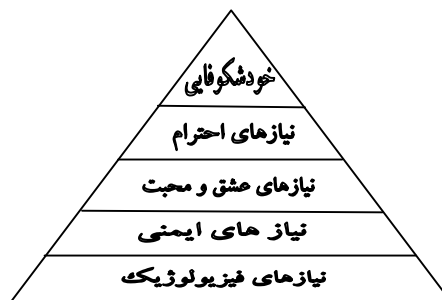 خودشکوفایی
نیازهای احترام
نیازهای عشق و محبت
نیاز های ایمنی
نیازهای فیزیولوژیک